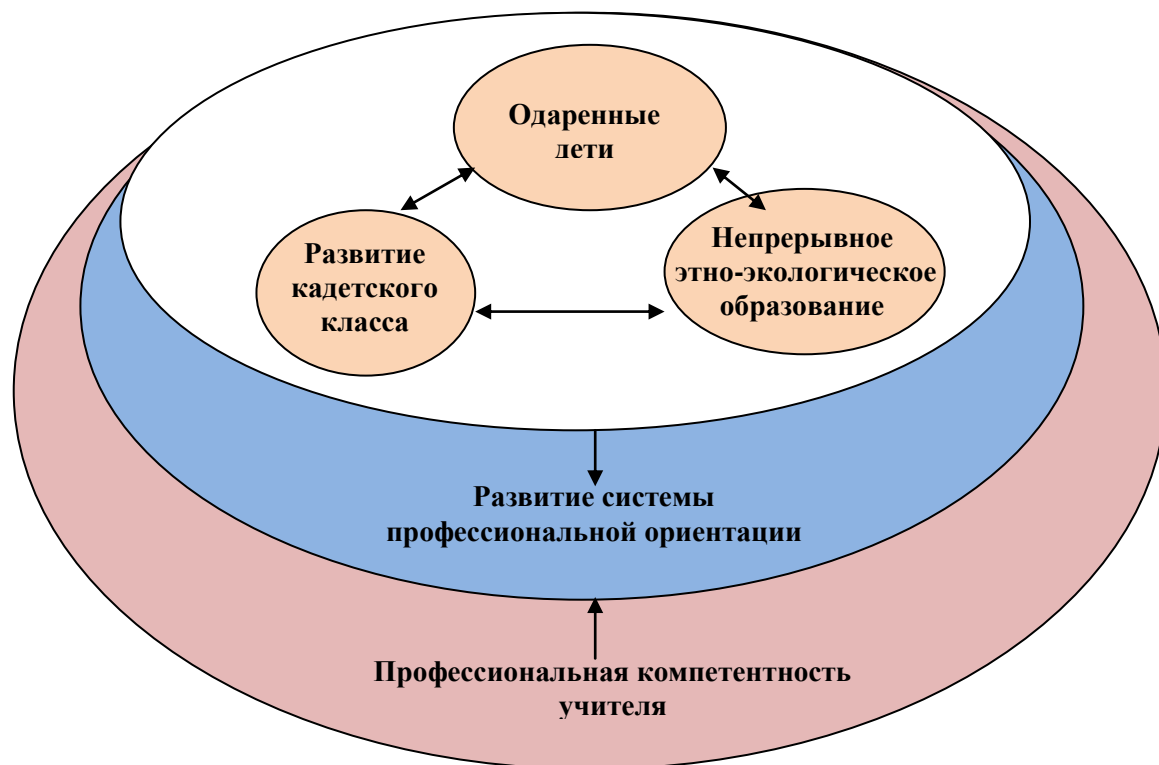 Одаренные
дети
Развитие
кадетского
класса
Непрерывное
этно-экологическое
образование
Развитие системы
профессиональной ориентации
Профессиональная компетентность
учителя